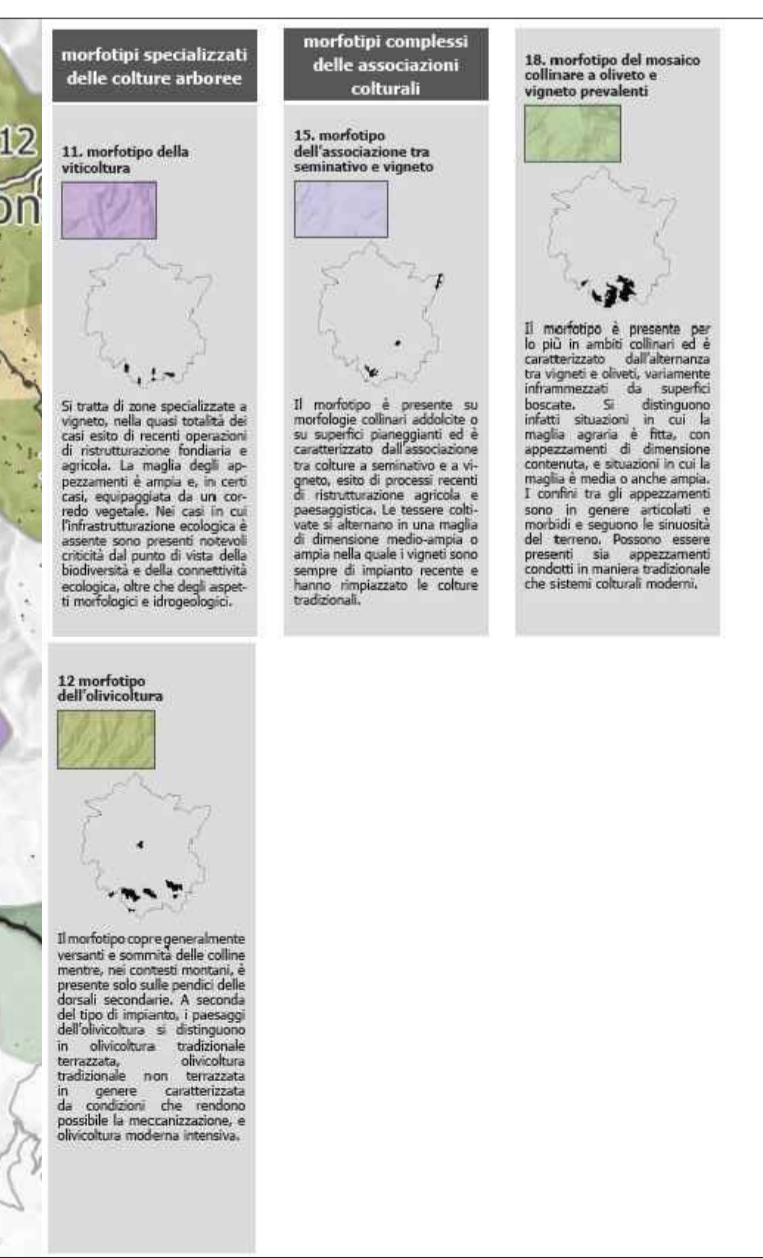 12
on
morfotipi specializzati
delle colture arboree
11. morfotipo della
viticoltura
Si tratta di zone specializzate a
vigneto, nella quasi totalità dei
casi esito di recenti operazioni
di ristrutturazione fondiaria e
agricola. La maglia degli ap-
pezzamenti è ampia e, in certi
casi, equipaggiata da un cor-
redo vegetale. Nei casi in cui
l'infrastrutturazione ecologica è
assente sono presenti notevoli
criticità dal punto di vista della
biodiversità e della connettività
ecologica, oltre che degli aspet-
ti morfologici e idrogeologici.
12 morfotipo
dell'olivicoltura
Il morfotipo copre generalmente
versanti e sommità delle colline
mentre, nei contesti montani, è
presente solo sulle pendici delle
dorsali secondarie. A seconda
del tipo di impianto, i paesaggi
dell'olivicoltura si distinguono
in olivicoltura tradizionale
terrazzata, olivicoltura
tradizionale non terrazzata
in genere caratterizzata
da condizioni che rendono
possibile la meccanizzazione, e
olivicoltura moderna intensiva.
morfotipi complessi
delle associazioni
colturali
15. morfotipo
dell'associazione tra
seminativo e vigneto
Il morfotipo è presente su
morfologie collinari addolcite o
su superfici pianeggianti ed è
caratterizzato dall'associazione
tra colture a seminativo e a vi-
gneto, esito di processi recenti
di ristrutturazione agricola e
paesaggistica. Le tessere colti-
vate si alternano in una maglia
di dimensione medio-ampia o
ampia nella quale i vigneti sono
sempre di impianto recente e
hanno rimpiazzato le colture
tradizionali.
18. morfotipo del mosaico
collinare a oliveto e
vigneto prevalenti
Il morfotipo è presente per
lo più in ambiti collinari ed è
caratterizzato dall'alternanza
tra vigneti e oliveti, variamente
inframmezzati da superfici
boscate. Si distinguono
infatti situazioni in cui la
maglia agraria è fitta, con
appezzamenti di dimensione
contenuta, e situazioni in cui la
maglia è media o anche ampia.
I confini tra gli appezzamenti
sono in genere articolati e
morbidi e seguono le sinuosità
del terreno. Possono essere
presenti sia appezzamenti
condotti in maniera tradizionale
che sistemi colturali moderni.